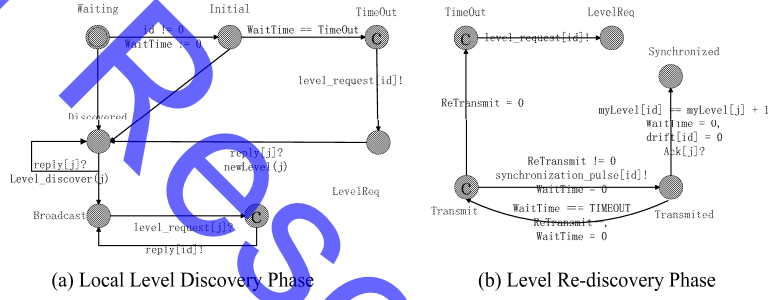 Waiting
Initial
TimeOut
id != 0
WaitTime := 0
WaitTime == TimeOut
C
level_request[id]!
Discovered
reply[j]?
Level_discover(j)
reply[j]?
newLevel(j)
LevelReq
Broadcast
C
level_request[j]?
reply[id]!
(a) Local Level Discovery Phase
TimeOut
LevelReq
C
level_request[id]!
Synchronized
ReTransmit = 0
myLevel[id] == myLevel[j] + 1
WaitTime = 0,
drift[id] = 0
Ack[j]?
ReTransmit != 0
synchronization_pulse[id]!
WaitTime = 0
C
Transmit
Transmited
WaitTime === TIMEOUT
ReTransmit--,
WaitTime = 0
(b) Level Re-discovery Phase